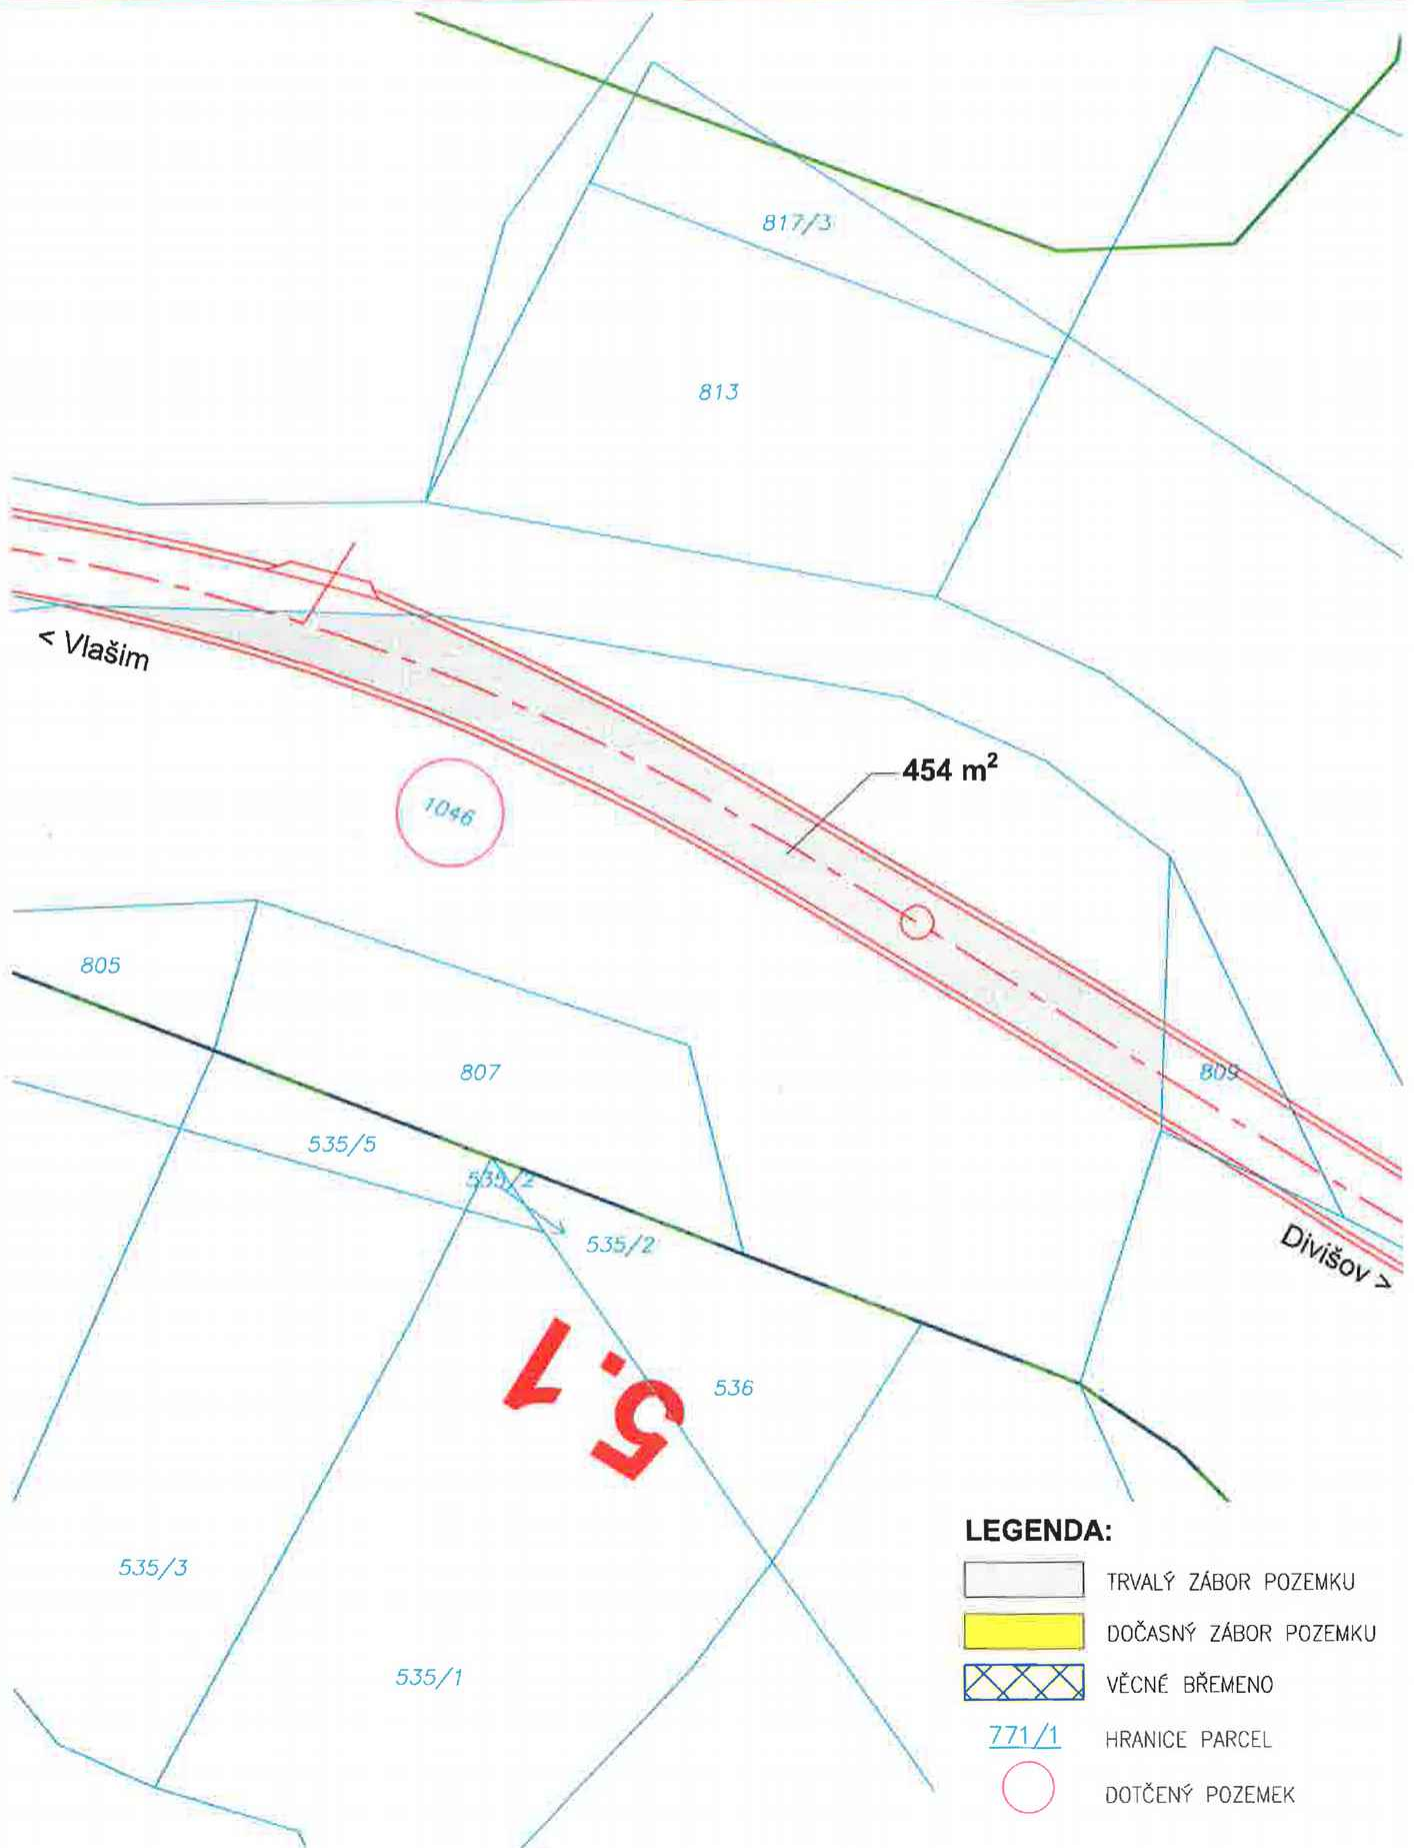 817/3
813
< Vlašim
454 m²
1046
805
807
809
535/5
535/2
535/2
Divišov >
5.1
536
535/3
535/1
LEGENDA:
TRVALÝ ZÁBOR POZEMKU
DOČASNÝ ZÁBOR POZEMKU
VĚCNÉ BŘEMENO
771/1 HRANICE PARCEL
DOTČENÝ POZEMEK